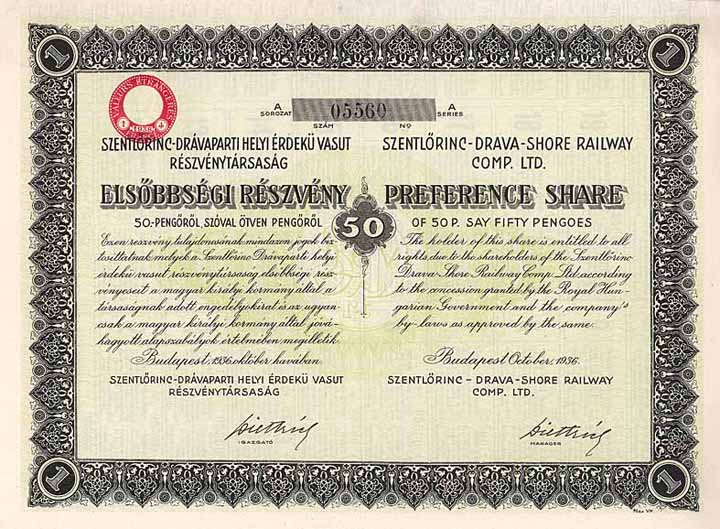 1
1
VALEURS ETRANGERES
1936
A 05560 A
SOROZAT SZÁM Nº SERIES
SZENTLŐRINC-DRÁVAPARTI HELYI ÉRDEKÜ VASUT
RÉSZVÉNYTÁRSASÁG
ELSŐBBSÉGI RÉSZVÉNY
50.-PENGŐRŐL, SZÓVAL ÖTVEN PENGŐRŐL
Ezen részvény tulajdonosának mindazon jogok biz
tosíttatnak, melyek a Szentlőrinc Drávaparti helyi
érdekü vasut részvénytársaság elsőbbségi rész
vényeseit a magyar királyi kormány által a
társaságnak adott engedélyokirat és az ugyan
csak a magyar királyi kormány által jóvá
hagyott alapszabályok értelmében megilletik.
Budapest, 1936. október havában.
SZENTLŐRINC-DRÁVAPARTI HELYI ÉRDEKÜ VASUT
RÉSZVÉNYTÁRSASÁG
IGAZGATÓ
50
SZENTLŐRINC-DRAVA-SHORE RAILWAY
COMP. LTD.
PREFERENCE SHARE
OF 50 P. SAY FIFTY PENGOES
The holder of this share is entitled to all
rights, due to the shareholders of the Szentlőrinc
Drava Shore Railway Comp. Ltd. according
to the concession granted by the Royal Hun-
garian Government and the company's
by-laws as approved by the same.
Budapest October, 1936.
SZENTLŐRINC - DRAVA-SHORE RAILWAY
COMP. LTD.
MANAGER
1
1